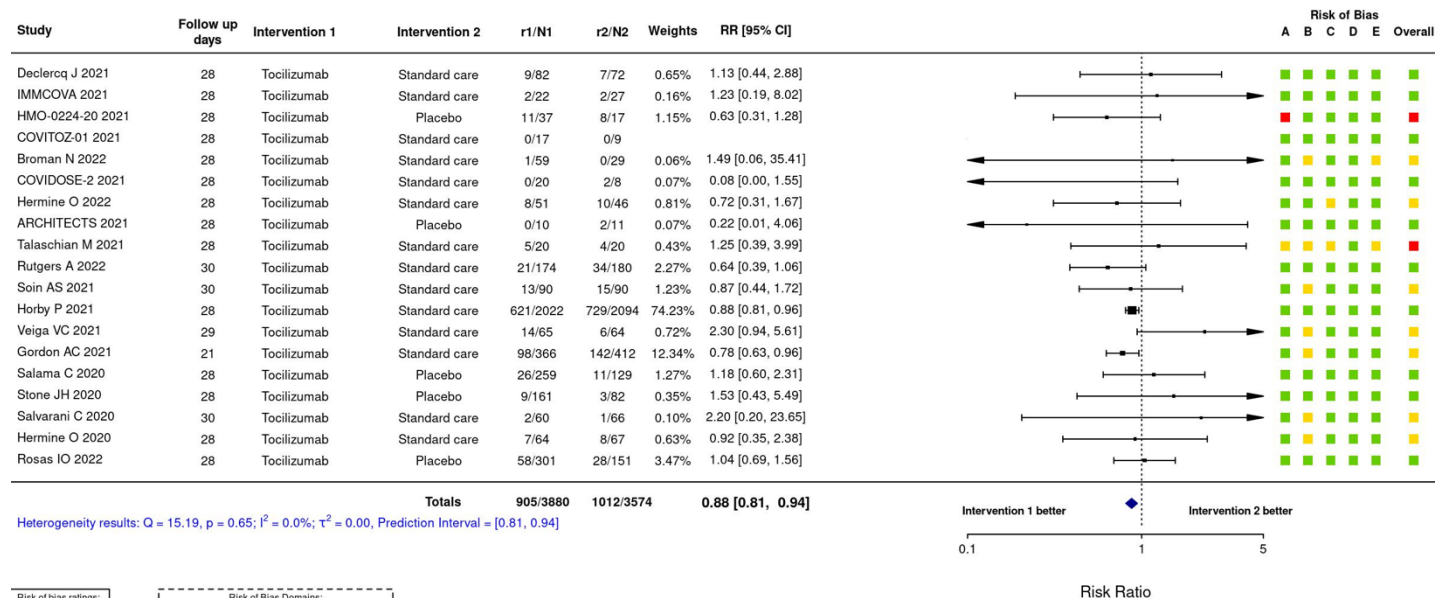 Risk of Bias
Study Follow up days Intervention 1 Intervention 2 r1/N1 r2/N2 Weights RR [95% CI] A B C D E Overall
Declercq J 2021 28 Tocilizumab Standard care 9/82 7/72 0.65% 1.13 [0.44, 2.88]
IMMCOVA 2021 28 Tocilizumab Standard care 2/22 2/27 0.16% 1.23 [0.19, 8.02]
HMO-0224-20 2021 28 Tocilizumab Placebo 11/37 8/17 1.15% 0.63 [0.31, 1.28]
COVITOZ-01 2021 28 Tocilizumab Standard care 0/17 0/9
Broman N 2022 28 Tocilizumab Standard care 1/59 0/29 0.06% 1.49 [0.06, 35.41]
COVIDOSE-2 2021 28 Tocilizumab Standard care 0/20 2/8 0.07% 0.08 [0.00, 1.55]
Hermine O 2022 28 Tocilizumab Standard care 8/51 10/46 0.81% 0.72 [0.31, 1.67]
ARCHITECTS 2021 28 Tocilizumab Placebo 0/10 2/11 0.07% 0.22 [0.01, 4.06]
Talaschian M 2021 28 Tocilizumab Standard care 5/20 4/20 0.43% 1.25 [0.39, 3.99]
Rutgers A 2022 30 Tocilizumab Standard care 21/174 34/180 2.27% 0.64 [0.39, 1.06]
Soin AS 2021 30 Tocilizumab Standard care 13/90 15/90 1.23% 0.87 [0.44, 1.72]
Horby P 2021 28 Tocilizumab Standard care 621/2022 729/2094 74.23% 0.88 [0.81, 0.96]
Veiga VC 2021 29 Tocilizumab Standard care 14/65 6/64 0.72% 2.30 [0.94, 5.61]
Gordon AC 2021 21 Tocilizumab Standard care 98/366 142/412 12.34% 0.78 [0.63, 0.96]
Salama C 2020 28 Tocilizumab Placebo 26/259 11/129 1.27% 1.18 [0.60, 2.31]
Stone JH 2020 28 Tocilizumab Placebo 9/161 3/82 0.35% 1.53 [0.43, 5.49]
Salvarani C 2020 30 Tocilizumab Standard care 2/60 1/66 0.10% 2.20 [0.20, 23.65]
Hermine O 2020 28 Tocilizumab Standard care 7/64 8/67 0.63% 0.92 [0.35, 2.38]
Rosas IO 2022 28 Tocilizumab Placebo 58/301 28/151 3.47% 1.04 [0.69, 1.56]
Totals 905/3880 1012/3574 0.88 [0.81, 0.94]
Intervention 1 better Intervention 2 better
Heterogeneity results: Q = 15.19, p = 0.65; I² = 0.0%; τ² = 0.00, Prediction Interval = [0.81, 0.94]
0.1 1 5
Risk Ratio
Risk of bias ratings: Risk of Bias Domains: